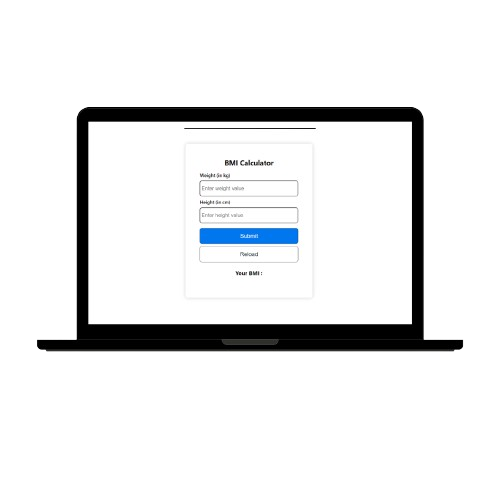 BMI Calculator
Weight (in kg)
Enter weight value
Height (in cm)
Enter height value
Submit
Reload
Your BMI :